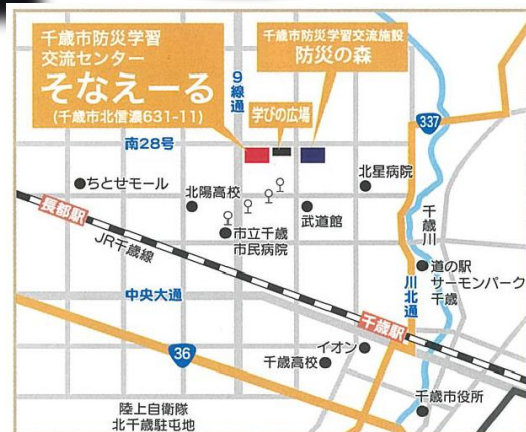 千歳市防災学習
交流センター
そなえーる
(千歳市北信濃631-11)
9線通
千歳市防災学習交流施設
防災の森
学びの広場
337
南28号
ちとせモール
北陽高校
北星病院
武道館
市立千歳
市民病院
長都駅
JR千歳線
千歳川
道の駅
サーモンパーク
千歳
川北通
中央大通
千歳駅
36
イオン
千歳高校
陸上自衛隊
北千歳駐屯地
千歳市役所